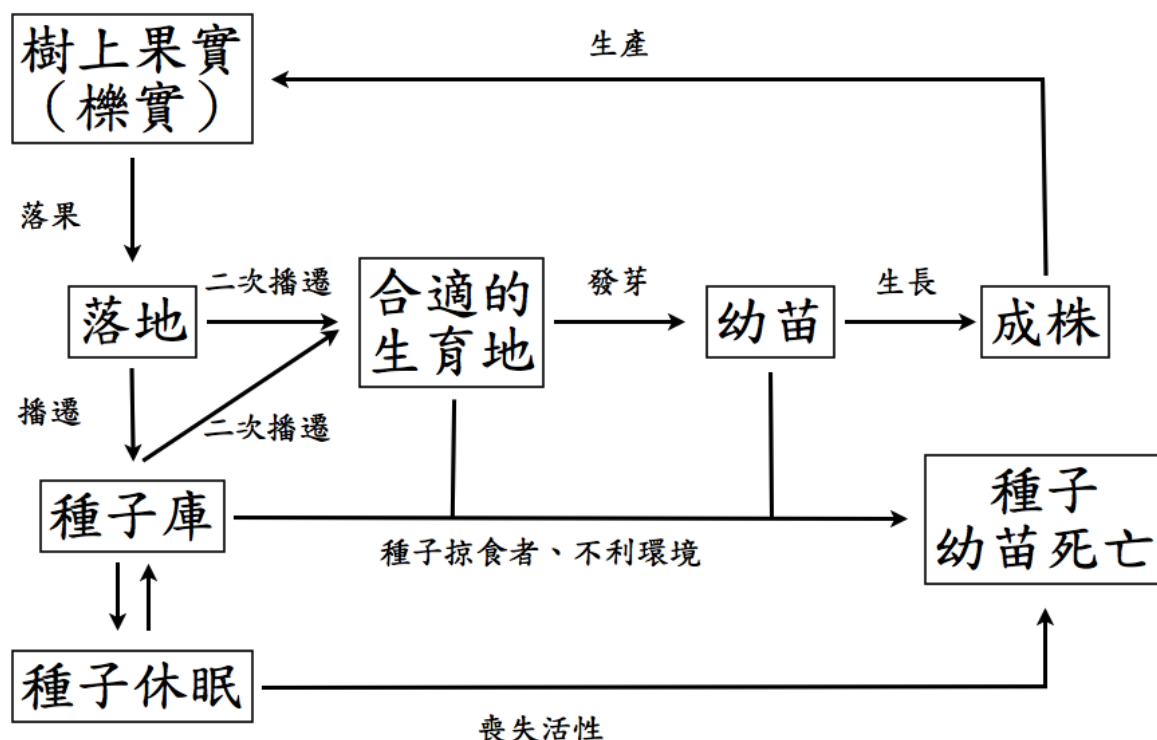 樹上果實
（櫟實）
生產
落果
落地
二次播遷
合適的
生育地
發芽
幼苗
生長
成株
播遷
二次播遷
種子庫
種子掠食者、不利環境
種子
幼苗死亡
種子休眠
喪失活性